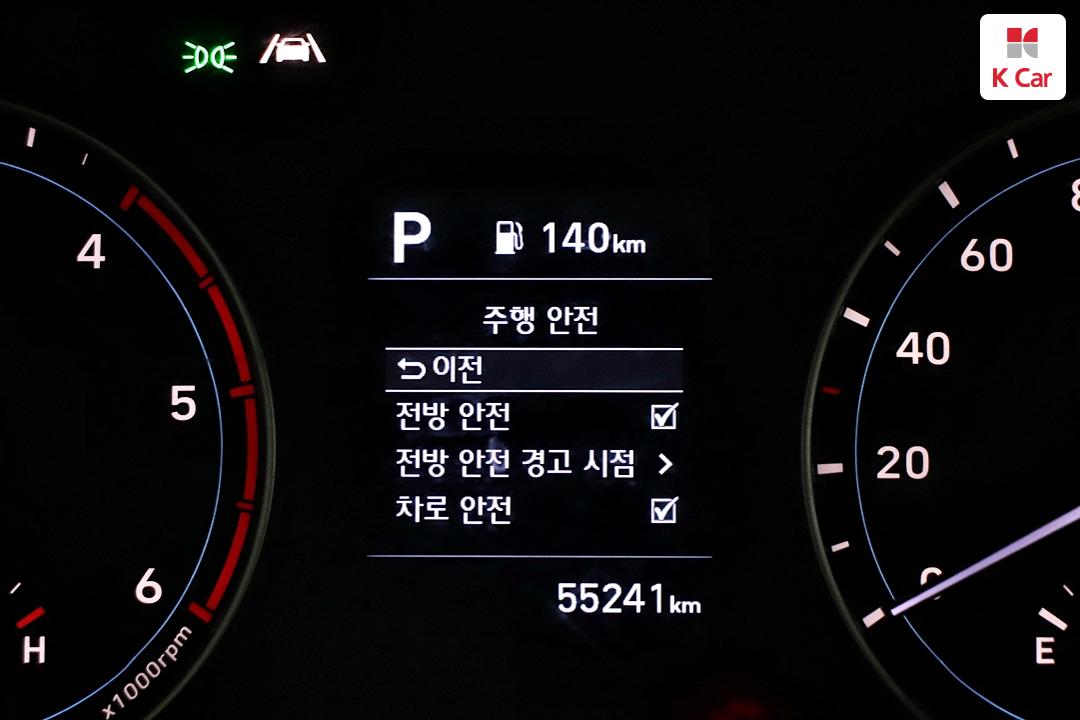 K Car
P 140km
주행 안전
이전
전방 안전
전방 안전 경고 시점
차로 안전
55241km
4
5
6
H
x1000rpm
8
60
40
20
0
E